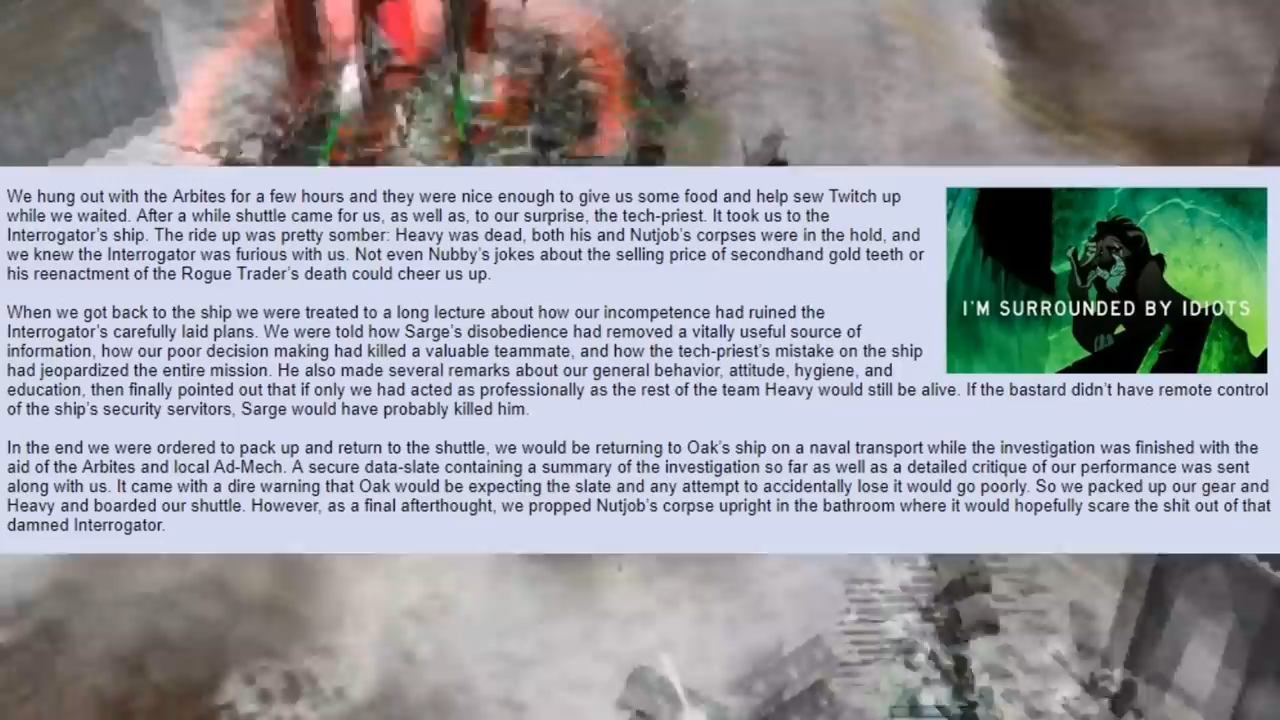 We hung out with the Arbites for a few hours and they were nice enough to give us some food and help sew Twitch up
while we waited. After a while shuttle came for us, as well as, to our surprise, the tech-priest. It took us to the
Interrogator's ship. The ride up was pretty somber: Heavy was dead, both his and Nutjob's corpses were in the hold, and
we knew the Interrogator was furious with us. Not even Nubby's jokes about the selling price of secondhand gold teeth or
his reenactment of the Rogue Trader's death could cheer us up.
I'M SURROUNDED BY IDIOTS
When we got back to the ship we were treated to a long lecture about how our incompetence had ruined the
Interrogator's carefully laid plans. We were told how Sarge's disobedience had removed a vitally useful source of
information, how our poor decision making had killed a valuable teammate, and how the tech-priest's mistake on the ship
had jeopardized the entire mission. He also made several remarks about our general behavior, attitude, hygiene, and
education, then finally pointed out that if only we had acted as professionally as the rest of the team Heavy would still be alive. If the bastard didn't have remote control
of the ship's security servitors, Sarge would have probably killed him.
In the end we were ordered to pack up and return to the shuttle, we would be returning to Oak's ship on a naval transport while the investigation was finished with the
aid of the Arbites and local Ad-Mech. A secure data-slate containing a summary of the investigation so far as well as a detailed critique of our performance was sent
along with us. It came with a dire warning that Oak would be expecting the slate and any attempt to accidentally lose it would go poorly. So we packed up our gear and
Heavy and boarded our shuttle. However, as a final afterthought, we propped Nutjob's corpse upright in the bathroom where it would hopefully scare the shit out of that
damned Interrogator.